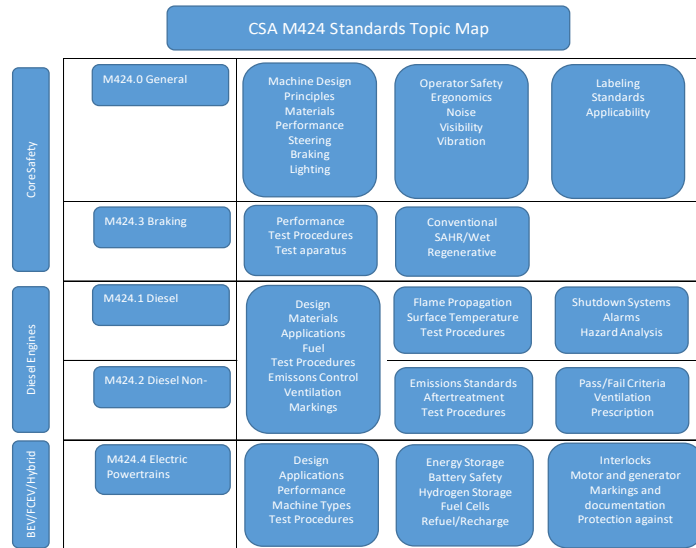 CSA M424 Standards Topic Map
Core Safety
M424.0 General
Machine Design
Principles
Materials
Performance
Steering
Braking
Lighting
Operator Safety
Ergonomics
Noise
Visibility
Vibration
Labeling
Standards
Applicability
M424.3 Braking
Performance
Test Procedures
Test aparatus
Conventional
SAHR/Wet
Regenerative
Diesel Engines
M424.1 Diesel
Design
Materials
Applications
Fuel
Test Procedures
Emissons Control
Ventilation
Markings
Flame Propagation
Surface Temperature
Test Procedures
Shutdown Systems
Alarms
Hazard Analysis
M424.2 Diesel Non-
Emissions Standards
Aftertreatment
Test Procedures
Pass/Fail Criteria
Ventilation
Prescription
BEV/FCEV/Hybrid
M424.4 Electric
Powertrains
Design
Applications
Performance
Machine Types
Test Procedures
Energy Storage
Battery Safety
Hydrogen Storage
Fuel Cells
Refuel/Recharge
Interlocks
Motor and generator
Markings and
documentation
Protection against